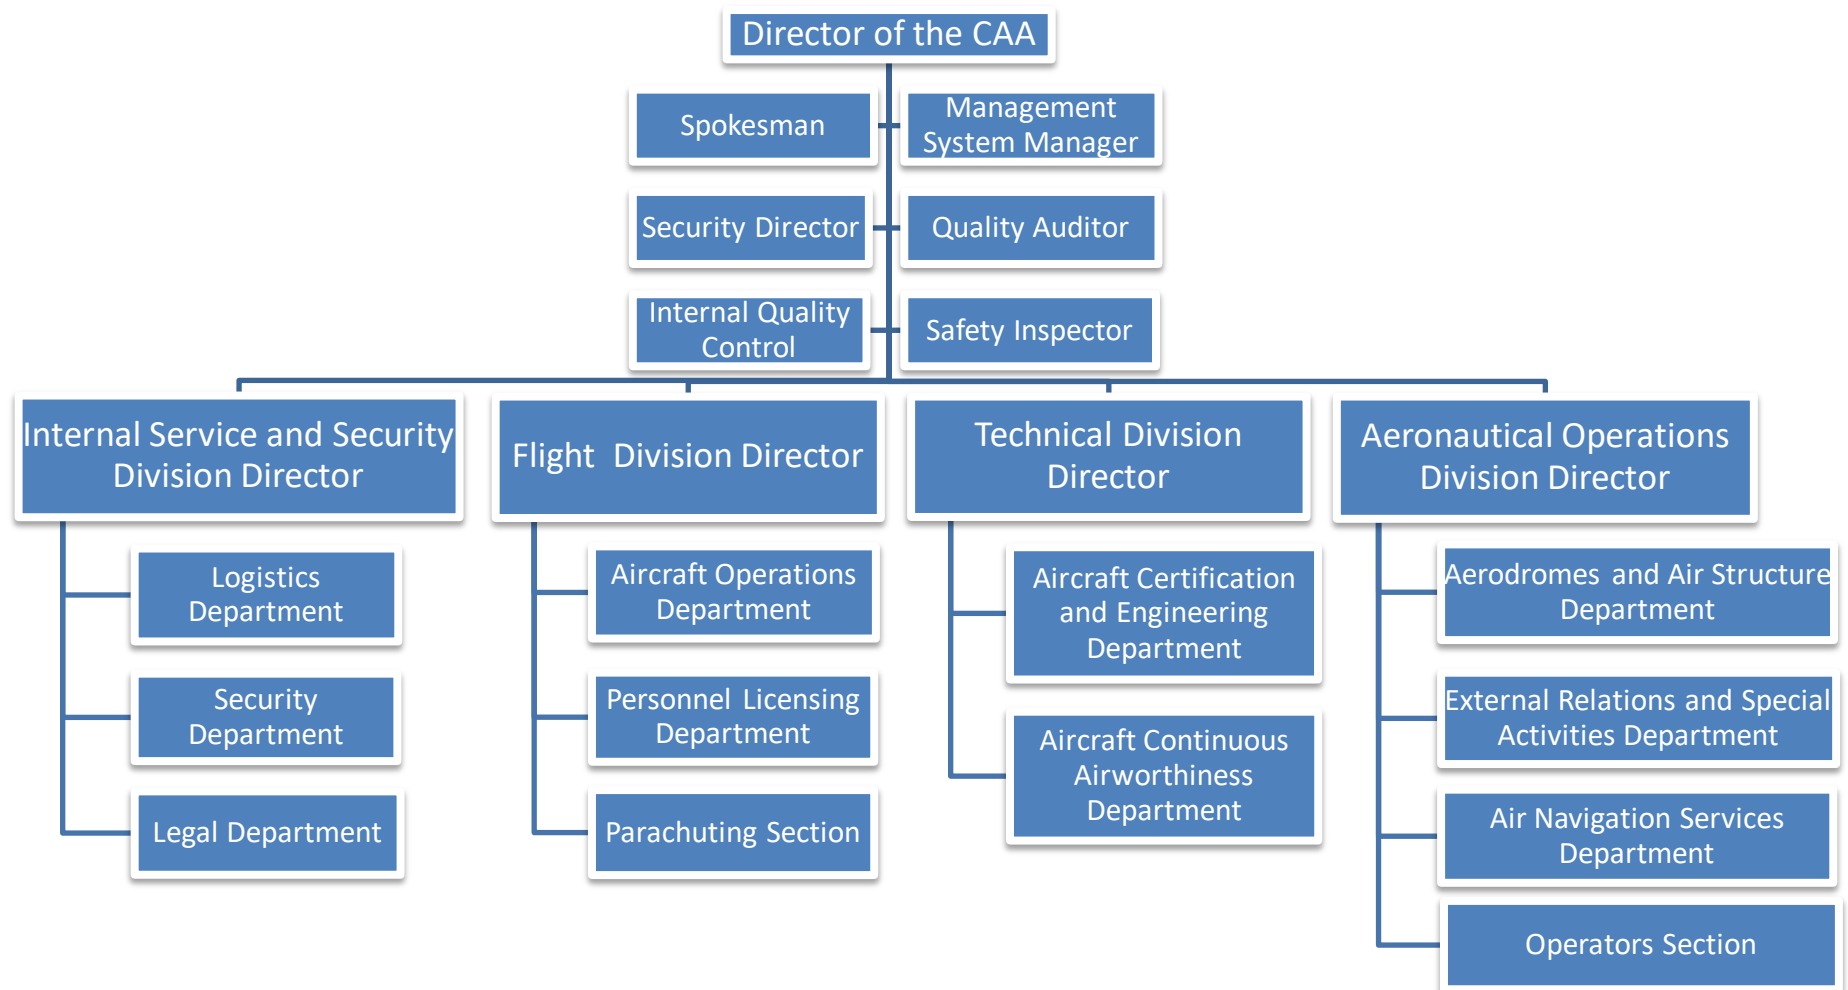 Director of the CAA
Spokesman
Management
System Manager
Security Director
Quality Auditor
Internal Quality
Control
Safety Inspector
Internal Service and Security
Division Director
Flight  Division Director
Technical Division
Director
Aeronautical Operations
Division Director
Logistics
Department
Security
Department
Legal Department
Aircraft Operations
Department
Personnel Licensing
Department
Parachuting Section
Aircraft Certification
and Engineering
Department
Aircraft Continuous
Airworthiness
Department
Aerodromes and Air Structure
Department
External Relations and Special
Activities Department
Air Navigation Services
Department
Operators Section